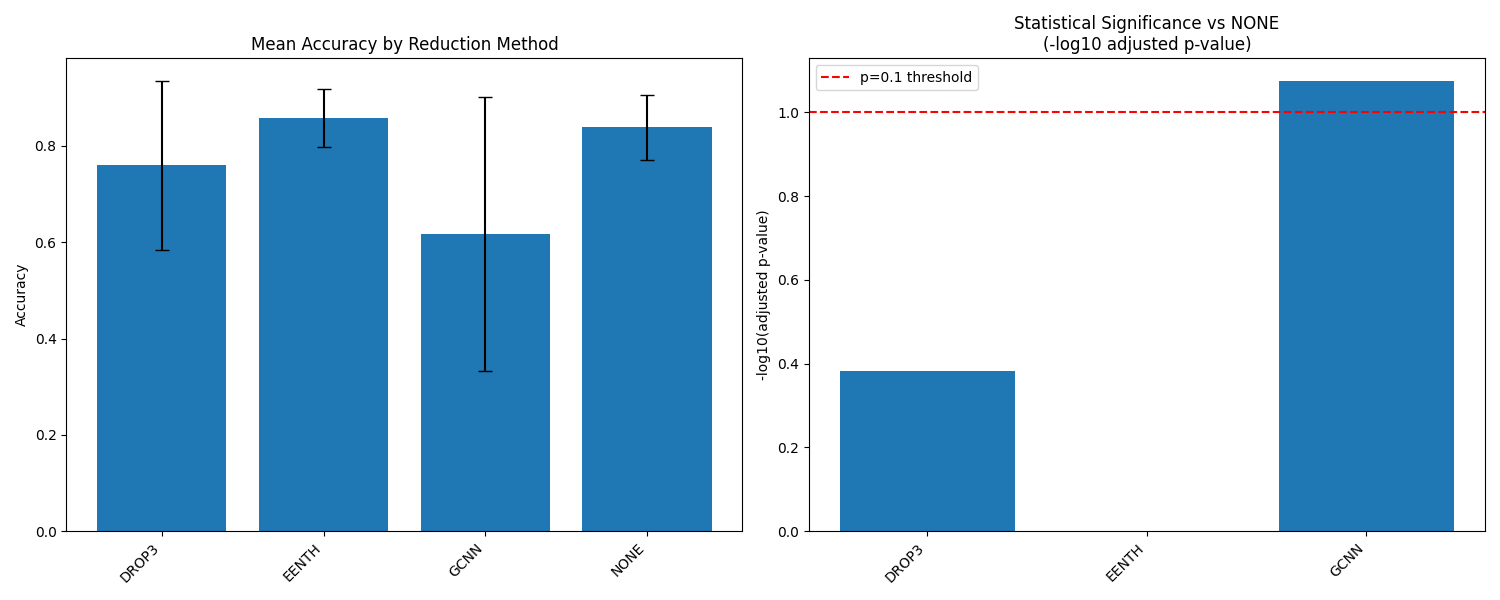 Mean Accuracy by Reduction Method
Accuracy
0.8
0.6
0.4
0.2
0.0
DROP3
EENTH
GCNN
NONE
Statistical Significance vs NONE
(-log10 adjusted p-value)
-log10(adjusted p-value)
p=0.1 threshold
1.0
0.8
0.6
0.4
0.2
0.0
DROP3
EENTH
GCNN